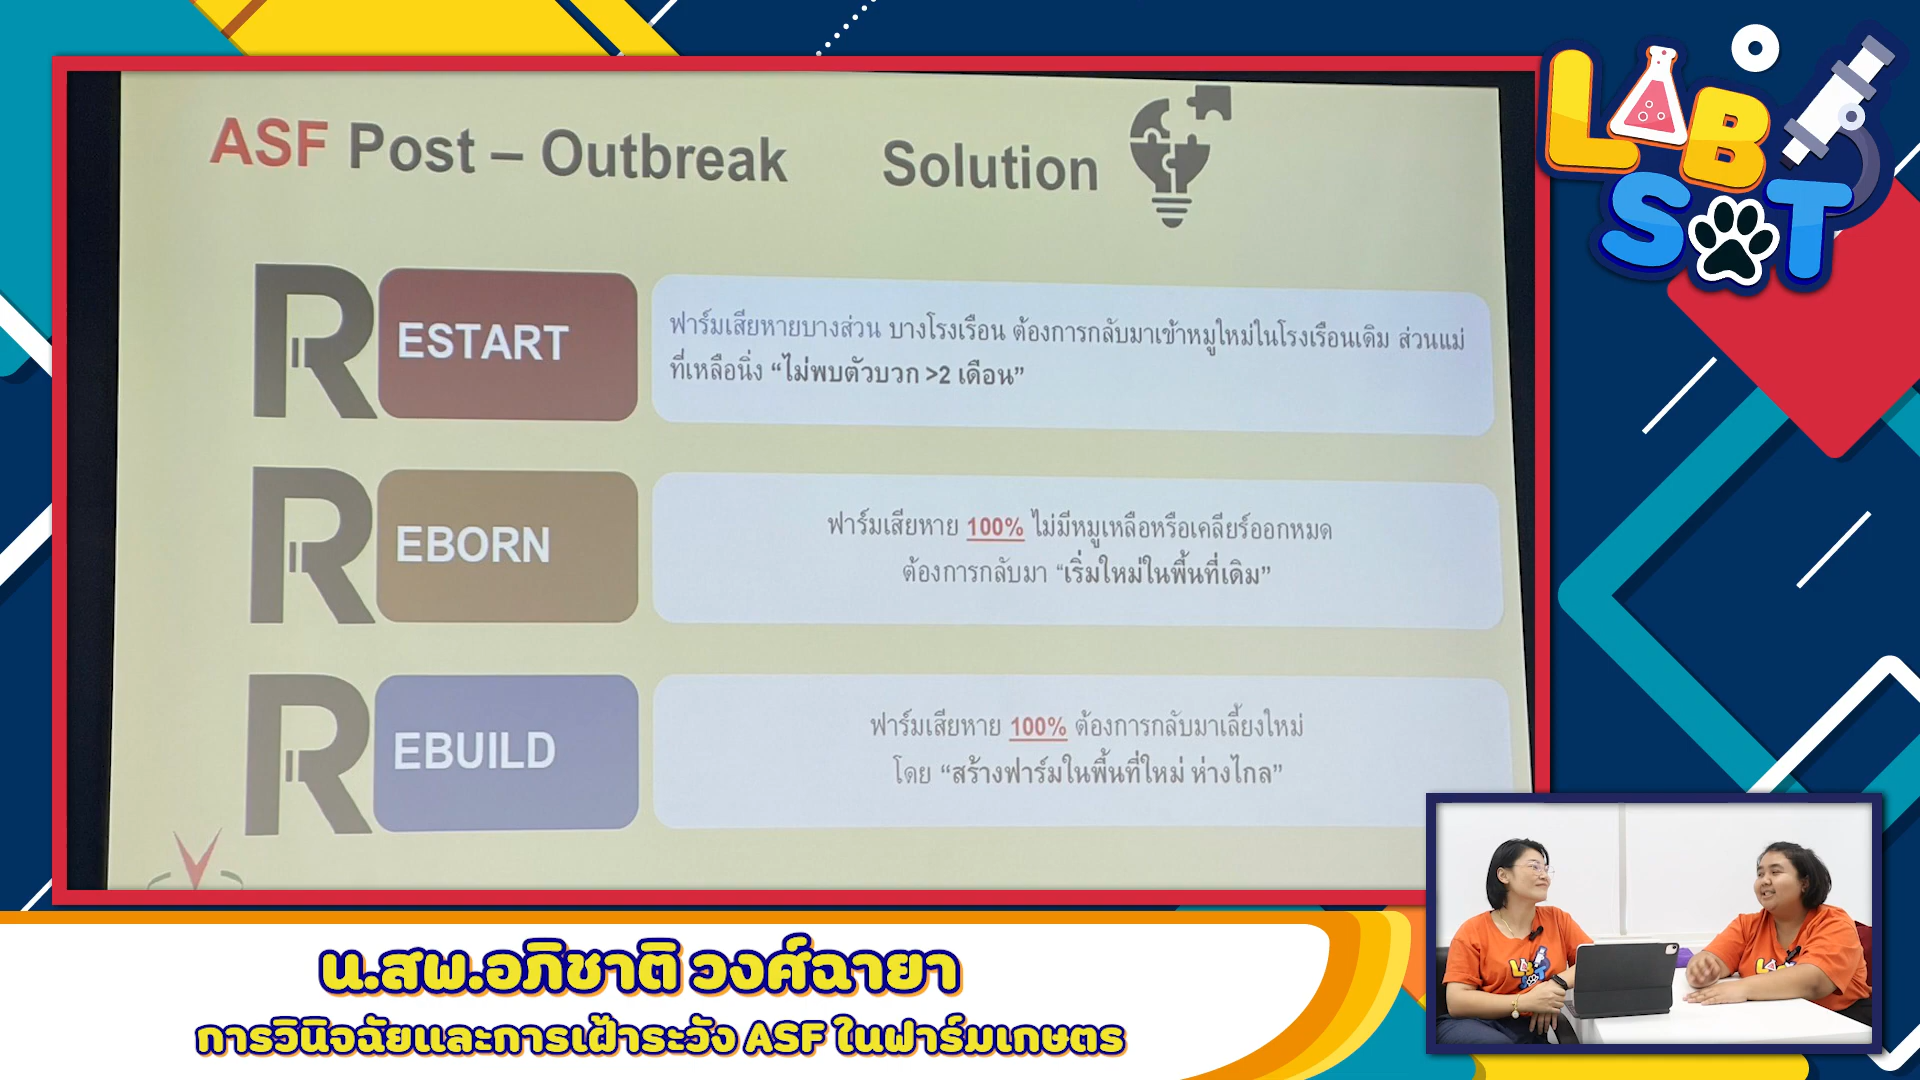 ASF Post – Outbreak Solution
RESTART
ฟาร์มเสียหายบางส่วน บางโรงเรือน ต้องการกลับมาเข้าหมูใหม่ในโรงเรือนเดิม ส่วนแม่
ที่เหลือนิ่ง “ไม่พบตัวบวก >2 เดือน”
REBORN
ฟาร์มเสียหาย 100% ไม่มีหมูเหลือหรือเคลียร์ออกหมด
ต้องการกลับมา “เริ่มใหม่ในพื้นที่เดิม”
REBUILD
ฟาร์มเสียหาย 100% ต้องการกลับมาเลี้ยงใหม่
โดย “สร้างฟาร์มในพื้นที่ใหม่ ห่างไกล”
LAB
SOT
น.สพ.อภิชาติ วงศ์ฉายา
การวินิจฉัยและการเฝ้าระวัง ASF ในฟาร์มเกษตร